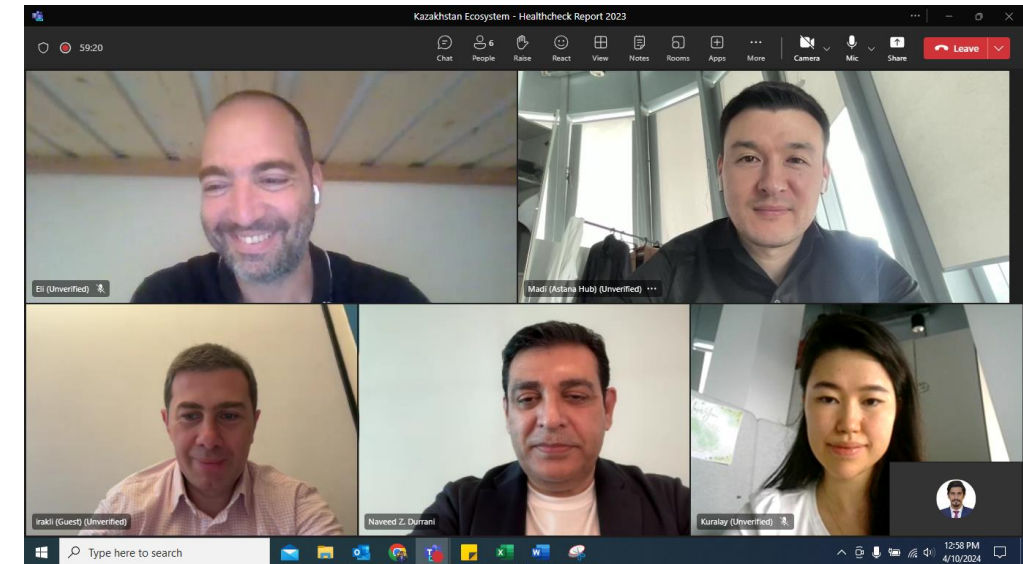 Kazakhstan Ecosystem - Healthcheck Report 2023
59:20
Chat
6
People
Raise
React
View
Notes
Rooms
Apps
More
Camera
Mic
Share
Leave
Eli (Unverified)
Madi (Astana Hub) (Unverified)
irakli (Guest) (Unverified)
Naveed Z. Durrani
Kuralay (Unverified)
Type here to search
12:58 PM
4/10/2024